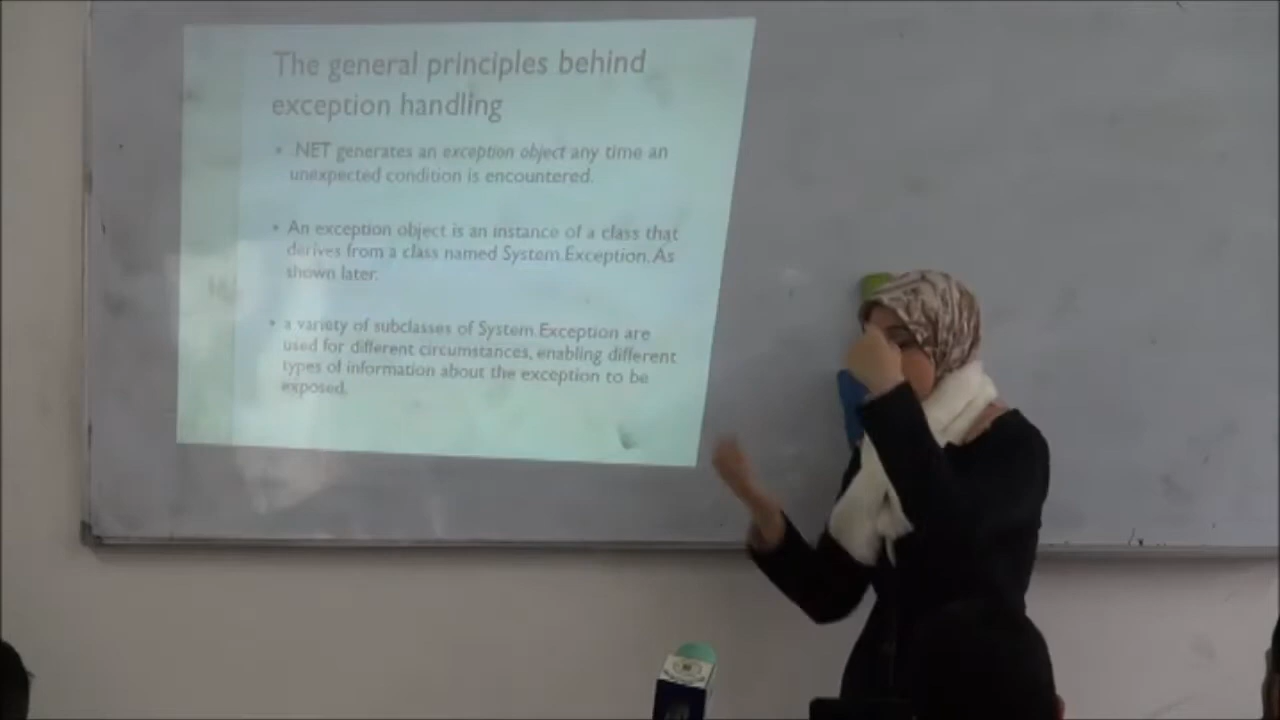 The general principles behind
exception handling
• .NET generates an exception object any time an
unexpected condition is encountered.
• An exception object is an instance of a class that
derives from a class named System.Exception. As
shown later.
• a variety of subclasses of System.Exception are
used for different circumstances, enabling different
types of information about the exception to be
exposed.